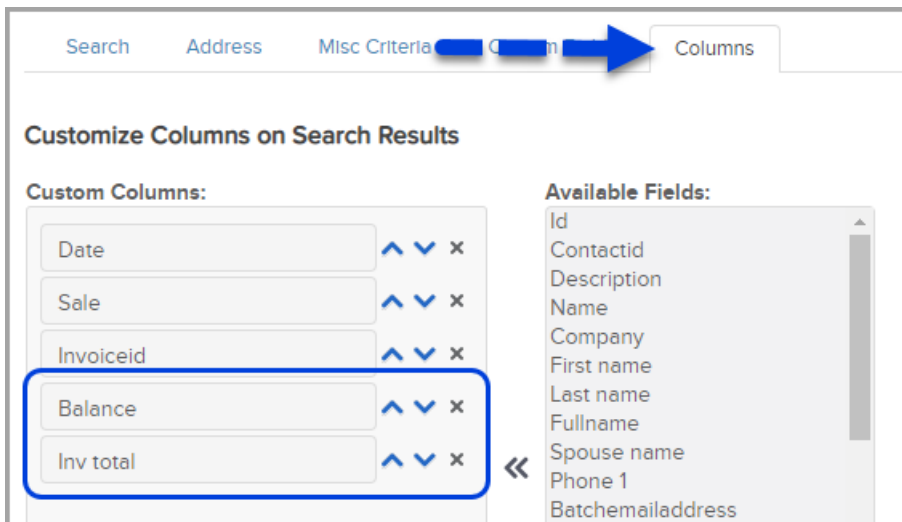 Search Address Misc Criteria Columns
Customize Columns on Search Results
Custom Columns:
Date
Sale
Invoiceid
Balance
Inv total
Available Fields:
Id
Contactid
Description
Name
Company
First name
Last name
Fullname
Spouse name
Phone 1
Batchemailaddress